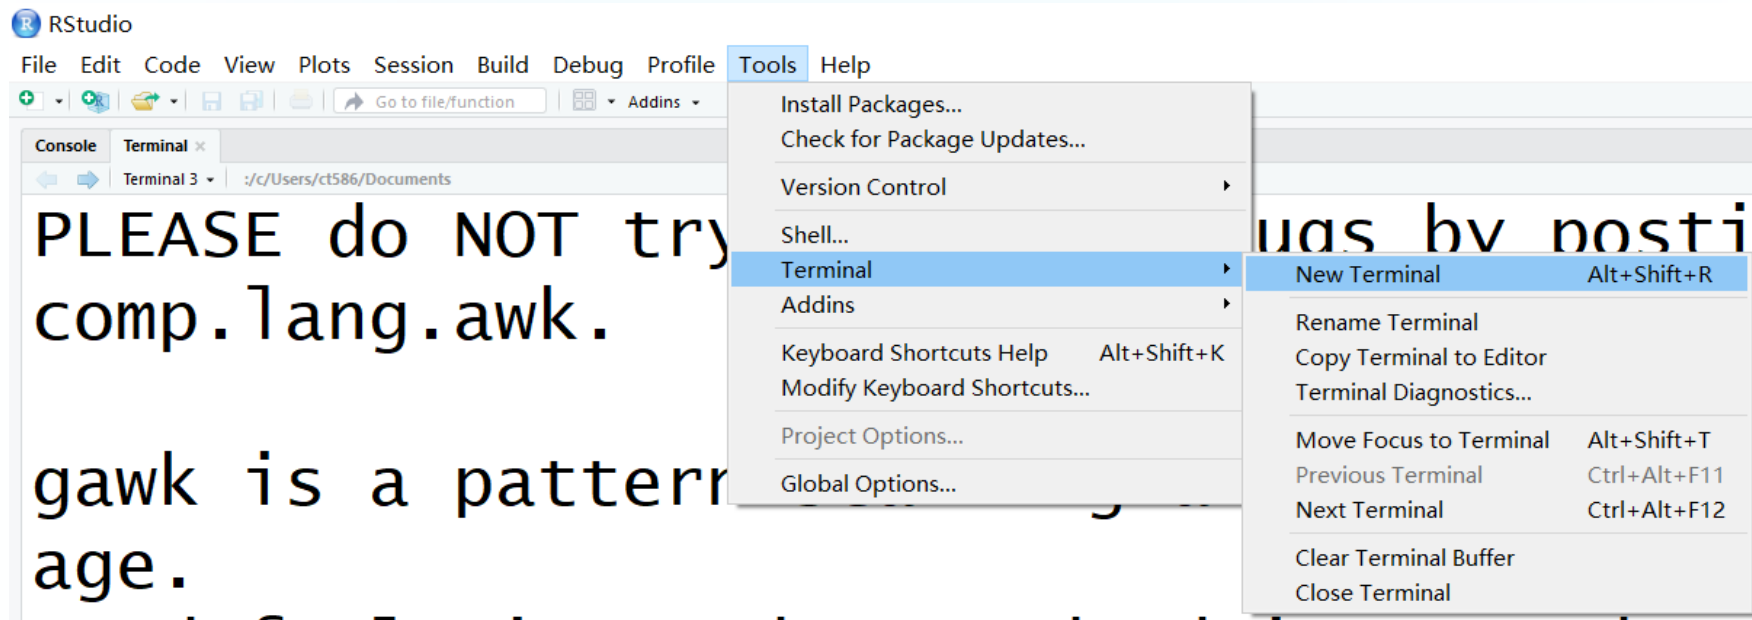 RStudio
File Edit Code View Plots Session Build Debug Profile Tools Help
Go to file/function Addins
Console Terminal
Terminal 3 :/c/Users/ct586/Documents
PLEASE do NOT try ugs by posti
comp.lang.awk.
gawk is a patter
age.
Install Packages...
Check for Package Updates...
Version Control
Shell...
Terminal
Addins
Keyboard Shortcuts Help Alt+Shift+K
Modify Keyboard Shortcuts...
Project Options...
Global Options...
New Terminal Alt+Shift+R
Rename Terminal
Copy Terminal to Editor
Terminal Diagnostics...
Move Focus to Terminal Alt+Shift+T
Previous Terminal Ctrl+Alt+F11
Next Terminal Ctrl+Alt+F12
Clear Terminal Buffer
Close Terminal